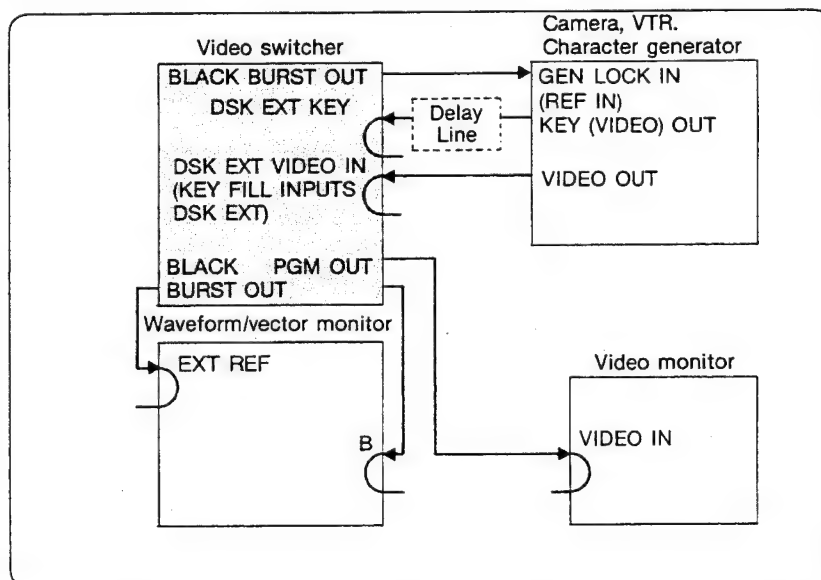 Video switcher
Camera, VTR.
Character generator
BLACK BURST OUT
GEN LOCK IN
(REF IN)
DSK EXT KEY
Delay
Line
KEY (VIDEO) OUT
DSK EXT VIDEO IN
(KEY FILL INPUTS
DSK EXT)
VIDEO OUT
BLACK PGM OUT
BURST OUT
Waveform/vector monitor
EXT REF
B
Video monitor
VIDEO IN